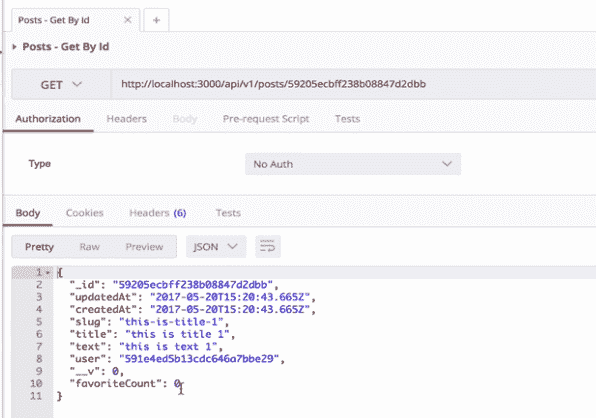 Posts - Get By Id × +
Posts - Get By Id
GET http://localhost:3000/api/v1/posts/59205ecbff238b08847d2dbb
Authorization Headers Body Pre-request Script Tests
Type No Auth
Body Cookies Headers (6) Tests
Pretty Raw Preview JSON
1 {
2 "_id": "59205ecbff238b08847d2dbb",
3 "updatedAt": "2017-05-20T15:20:43.665Z",
4 "createdAt": "2017-05-20T15:20:43.665Z",
5 "slug": "this-is-title-1",
6 "title": "this is title 1",
7 "text": "this is text 1",
8 "user": "591e4ed5b13cdc646a7bbe29",
9 "__v": 0,
10 "favoriteCount": 0
11 }